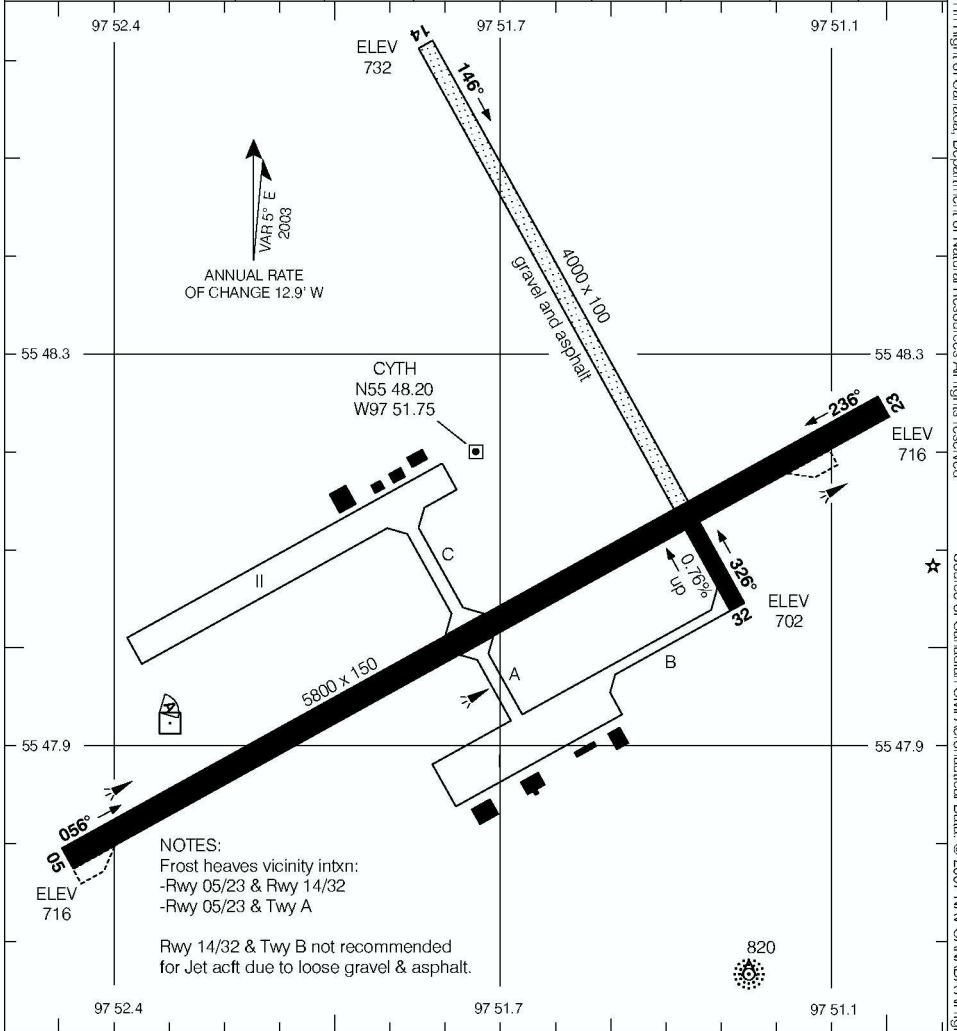 97 52.4
97 51.7
97 51.1
14
ELEV
732
146°
VAR 5° E
2003
ANNUAL RATE
OF CHANGE 12.9' W
4000 x 100
gravel and asphalt
55 48.3
55 48.3
CYTH
N55 48.20
W97 51.75
236°
23
ELEV
716
C
II
0.76%
up
326°
32
ELEV
702
B
A
5800 x 150
A
55 47.9
55 47.9
056°
05
ELEV
716
NOTES:
Frost heaves vicinity intxn:
-Rwy 05/23 & Rwy 14/32
-Rwy 05/23 & Twy A
Rwy 14/32 & Twy B not recommended
for Jet acft due to loose gravel & asphalt.
820
97 52.4
97 51.7
97 51.1